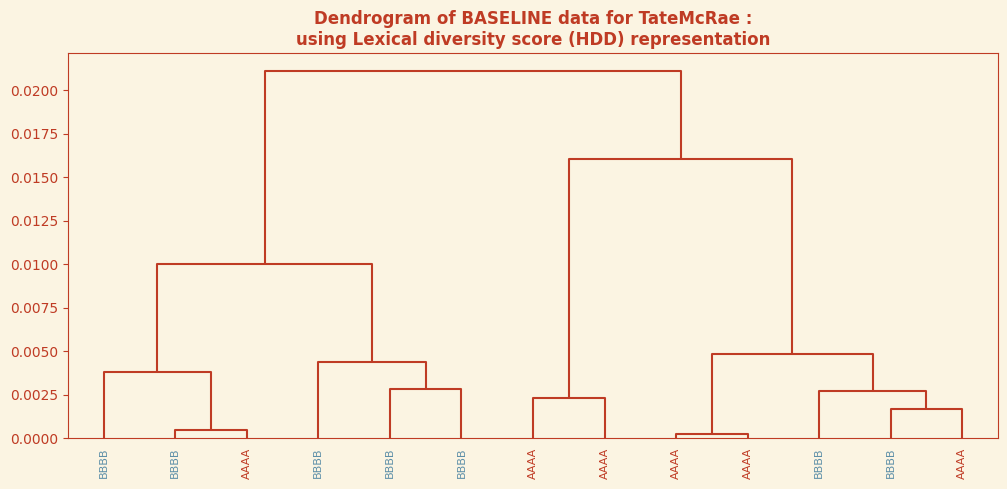 Dendrogram of BASELINE data for TateMcRae :
using Lexical diversity score (HDD) representation
0.0200
0.0175
0.0150
0.0125
0.0100
0.0075
0.0050
0.0025
0.0000
BBBB
BBBB
AAAA
BBBB
BBBB
BBBB
AAAA
AAAA
AAAA
AAAA
BBBB
BBBB
AAAA